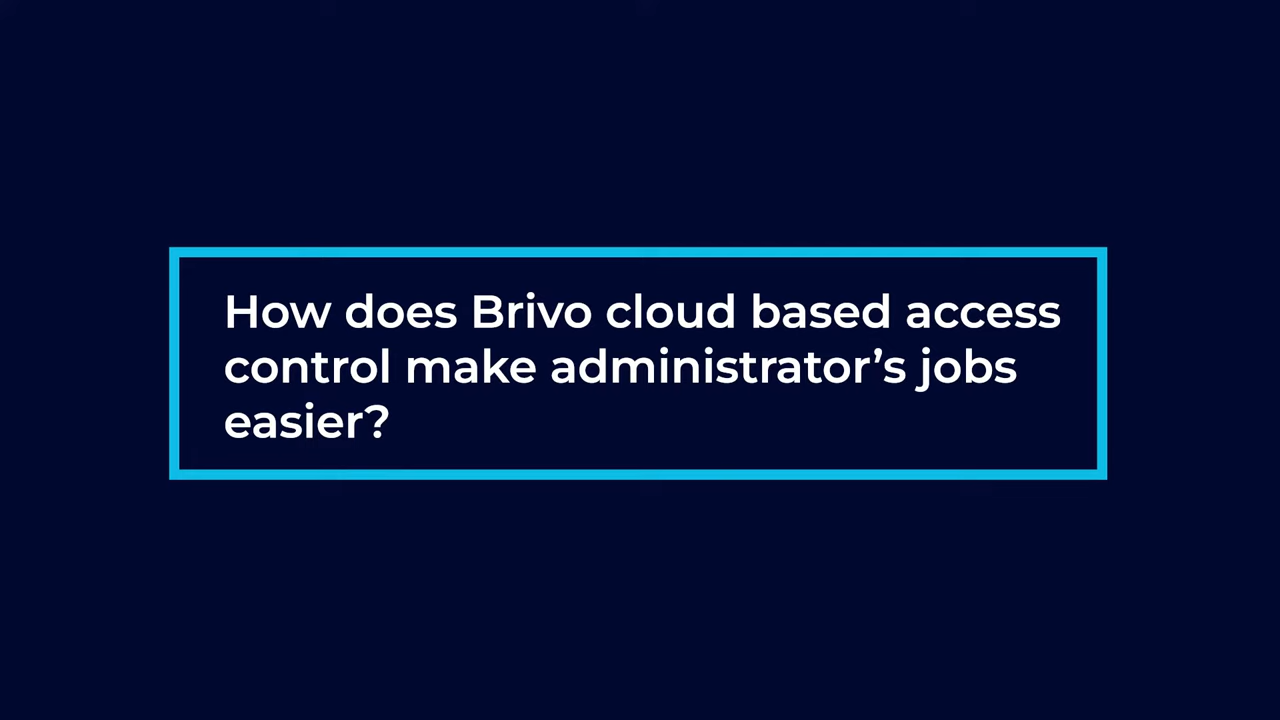 How does Brivo cloud based access
control make administrator’s jobs
easier?